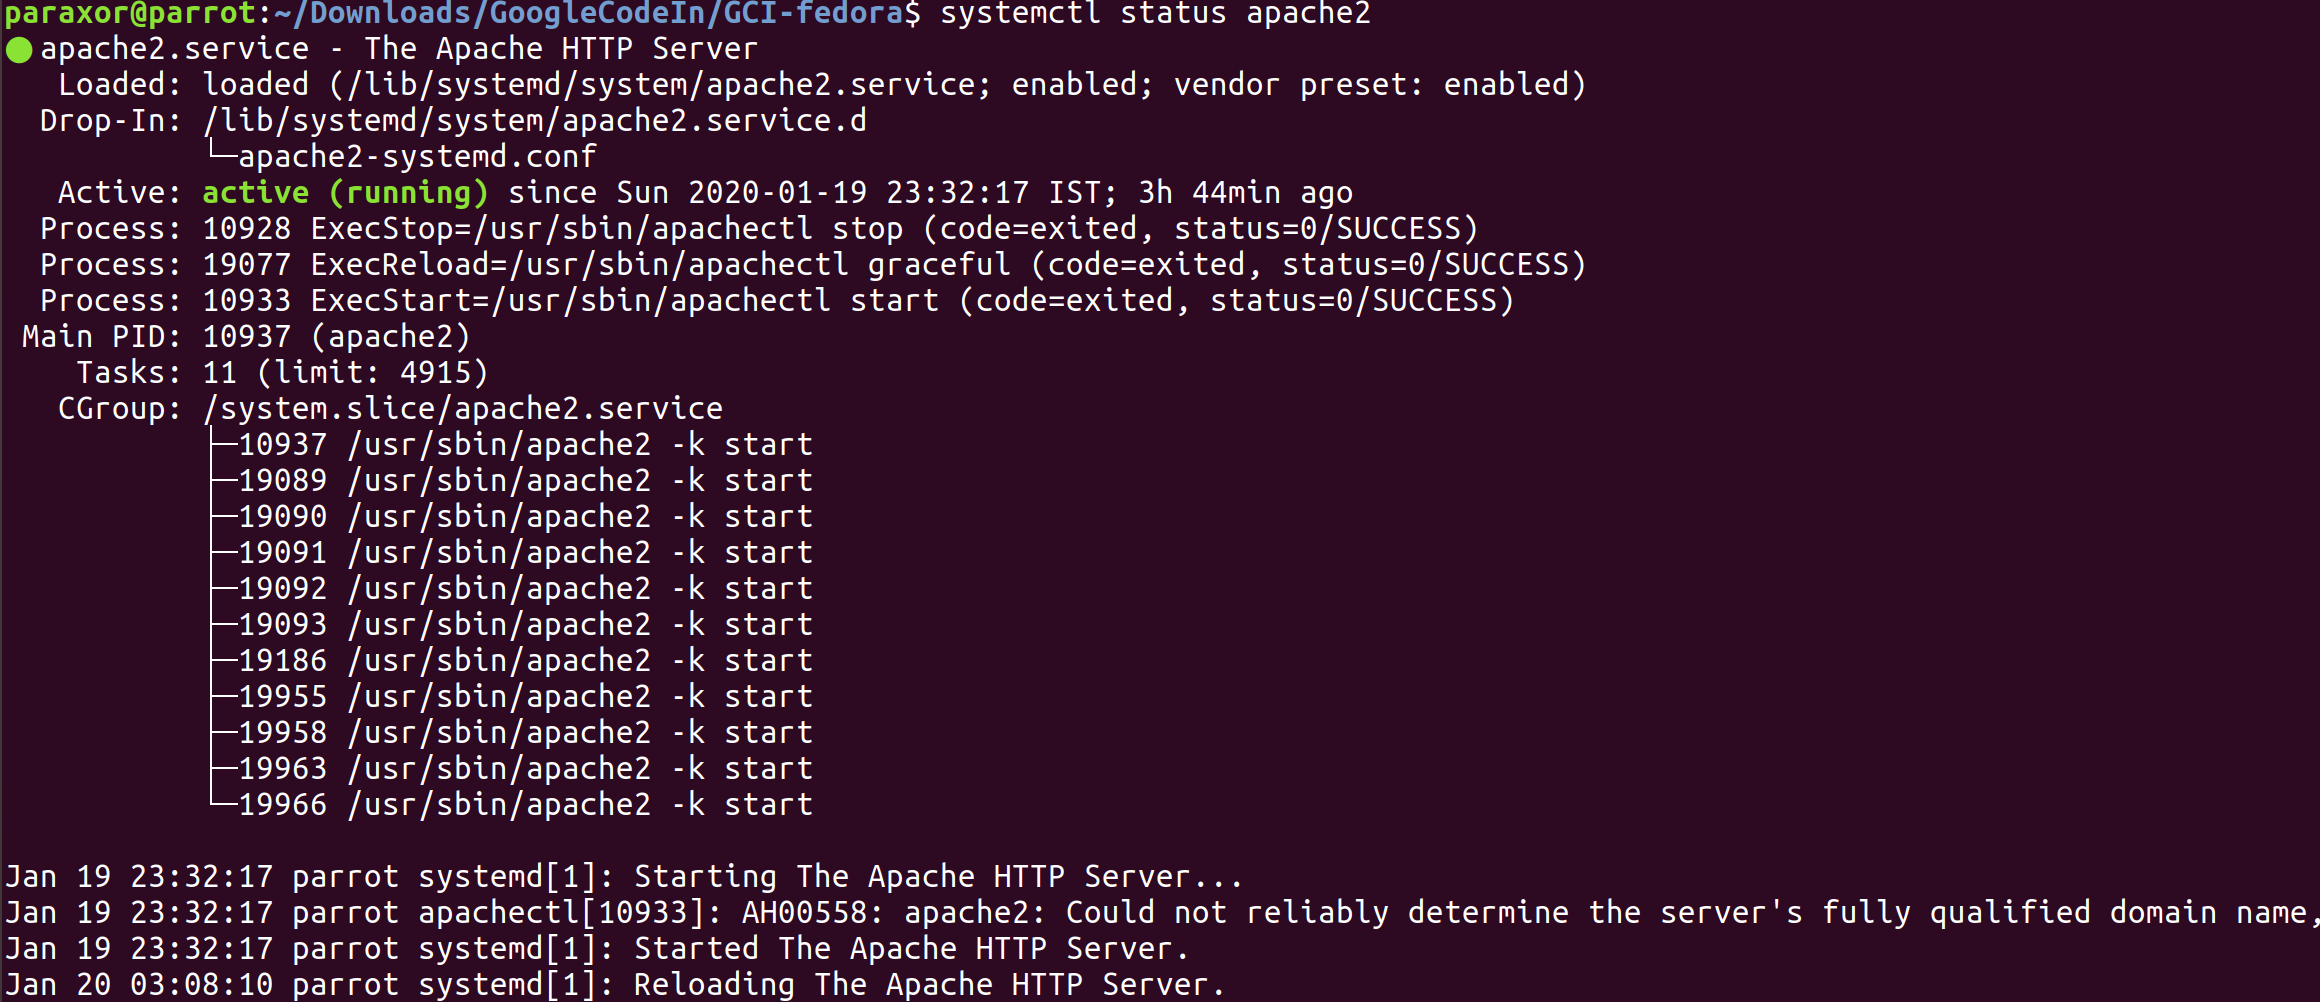 paraxor@parrot:~/Downloads/GoogleCodeIn/GCI-fedora$ systemctl status apache2
● apache2.service - The Apache HTTP Server
   Loaded: loaded (/lib/systemd/system/apache2.service; enabled; vendor preset: enabled)
  Drop-In: /lib/systemd/system/apache2.service.d
           └─apache2-systemd.conf
   Active: active (running) since Sun 2020-01-19 23:32:17 IST; 3h 44min ago
  Process: 10928 ExecStop=/usr/sbin/apachectl stop (code=exited, status=0/SUCCESS)
  Process: 19077 ExecReload=/usr/sbin/apachectl graceful (code=exited, status=0/SUCCESS)
  Process: 10933 ExecStart=/usr/sbin/apachectl start (code=exited, status=0/SUCCESS)
 Main PID: 10937 (apache2)
    Tasks: 11 (limit: 4915)
   CGroup: /system.slice/apache2.service
           ├─10937 /usr/sbin/apache2 -k start
           ├─19089 /usr/sbin/apache2 -k start
           ├─19090 /usr/sbin/apache2 -k start
           ├─19091 /usr/sbin/apache2 -k start
           ├─19092 /usr/sbin/apache2 -k start
           ├─19093 /usr/sbin/apache2 -k start
           ├─19186 /usr/sbin/apache2 -k start
           ├─19955 /usr/sbin/apache2 -k start
           ├─19958 /usr/sbin/apache2 -k start
           ├─19963 /usr/sbin/apache2 -k start
           └─19966 /usr/sbin/apache2 -k start

Jan 19 23:32:17 parrot systemd[1]: Starting The Apache HTTP Server...
Jan 19 23:32:17 parrot apachectl[10933]: AH00558: apache2: Could not reliably determine the server's fully qualified domain name,
Jan 19 23:32:17 parrot systemd[1]: Started The Apache HTTP Server.
Jan 20 03:08:10 parrot systemd[1]: Reloading The Apache HTTP Server.